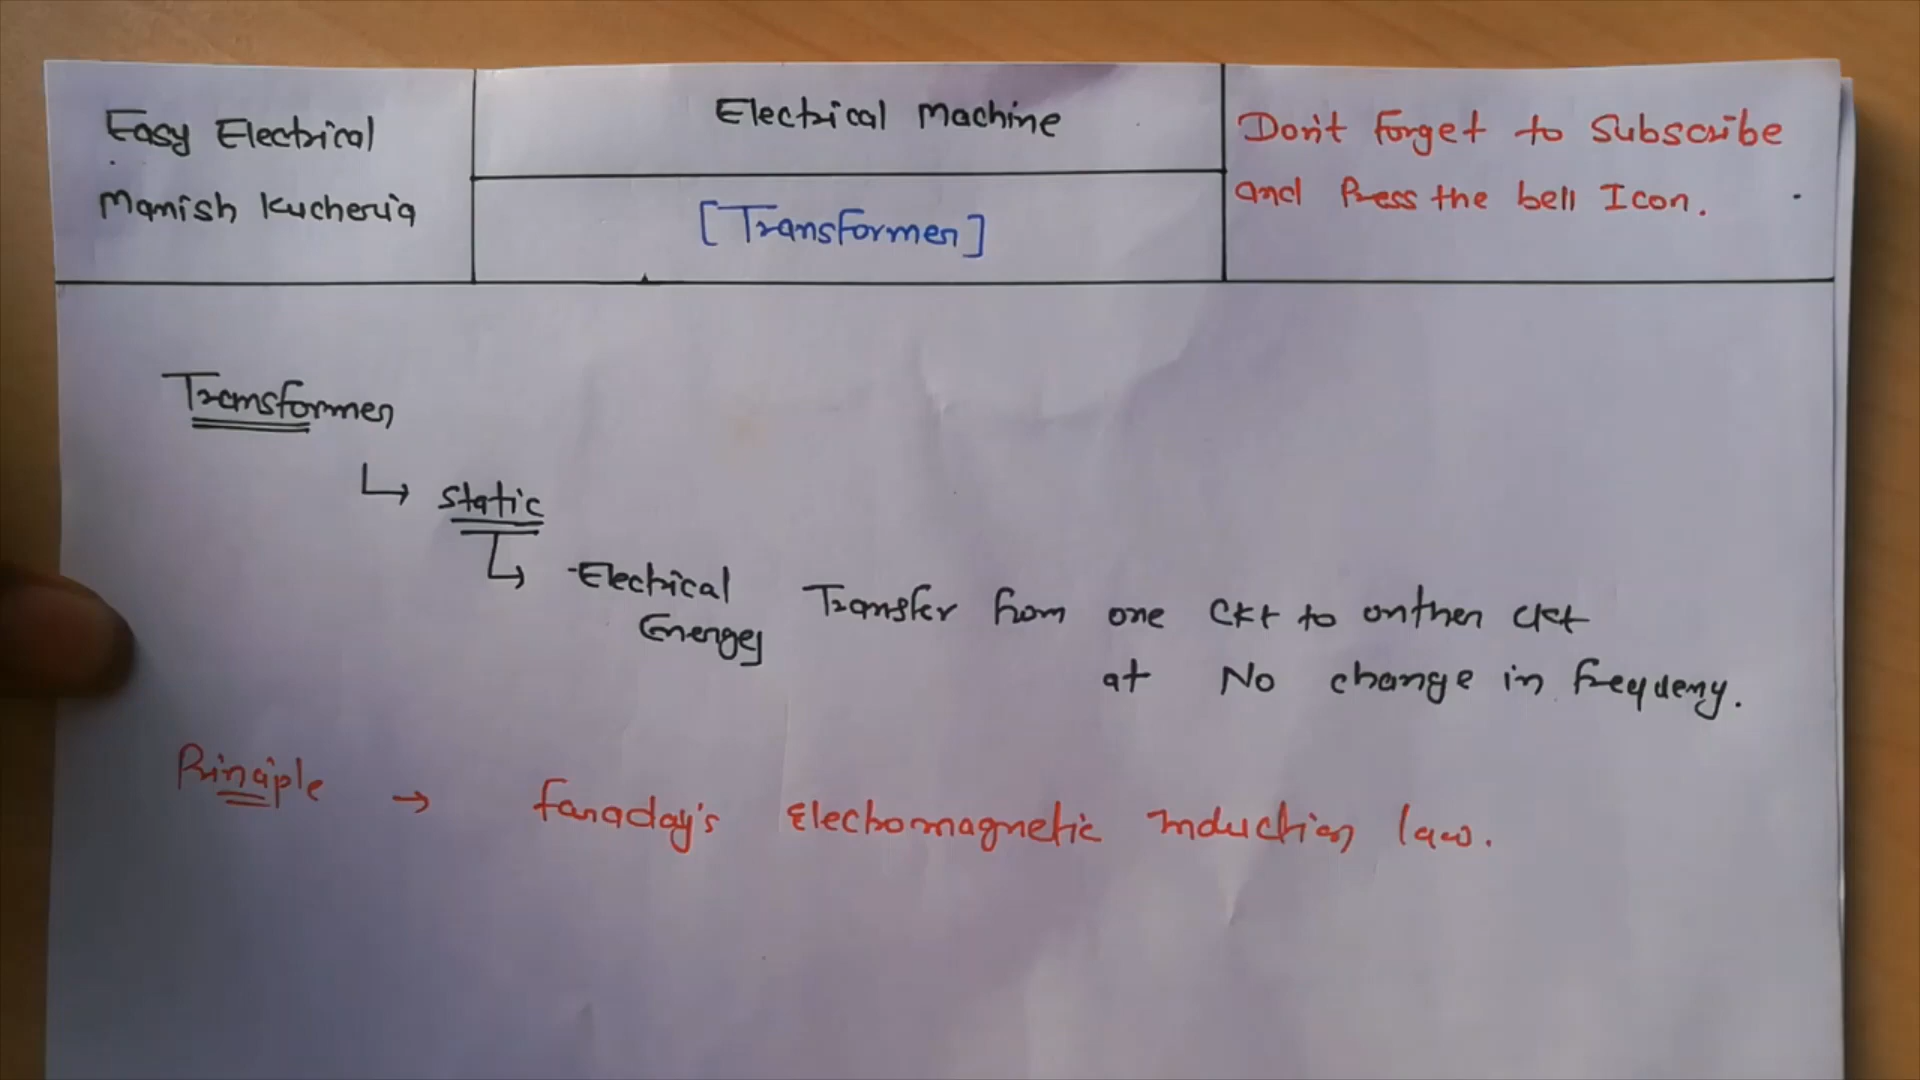 Easy Electrical
Manish Kucheria
Electrical Machine
[Transformer]
Don't forget to Subscribe
and Press the bell Icon.
Transformer
↳ static
↳ Electrical Transfer from one Ckt to onther Ckt
Energy
at No change in frequency.
Principle → faraday's Electromagnetic Induction law.